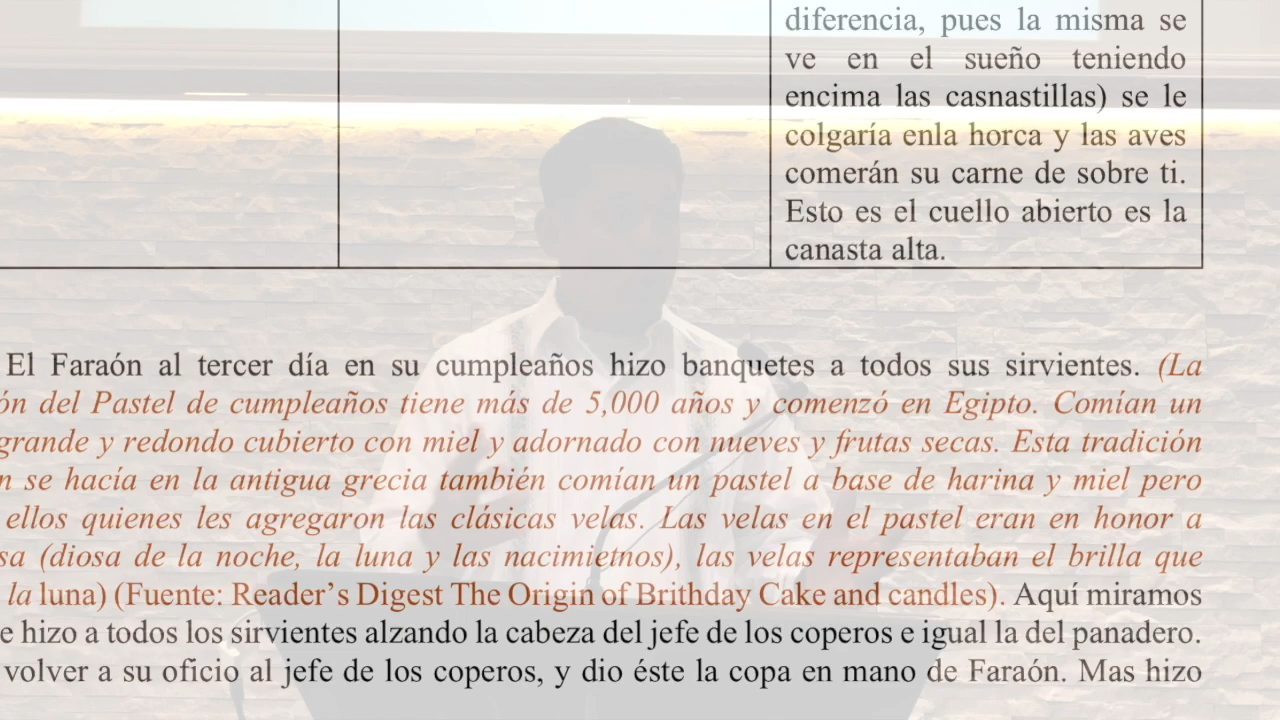 diferencia, pues la misma se
ve en el sueño teniendo
encima las casnastillas) se le
colgaría enla horca y las aves
comerán su carne de sobre ti.
Esto es el cuello abierto es la
canasta alta.
El Faraón al tercer día en su cumpleaños hizo banquetes a todos sus sirvientes. (La
ón del Pastel de cumpleaños tiene más de 5,000 años y comenzó en Egipto. Comían un
grande y redondo cubierto con miel y adornado con nueves y frutas secas. Esta tradición
n se hacía en la antigua grecia también comían un pastel a base de harina y miel pero
ellos quienes les agregaron las clásicas velas. Las velas en el pastel eran en honor a
sa (diosa de la noche, la luna y las nacimietnos), las velas representaban el brilla que
la luna) (Fuente: Reader’s Digest The Origin of Brithday Cake and candles). Aquí miramos
e hizo a todos los sirvientes alzando la cabeza del jefe de los coperos e igual la del panadero.
volver a su oficio al jefe de los coperos, y dio éste la copa en mano de Faraón. Mas hizo